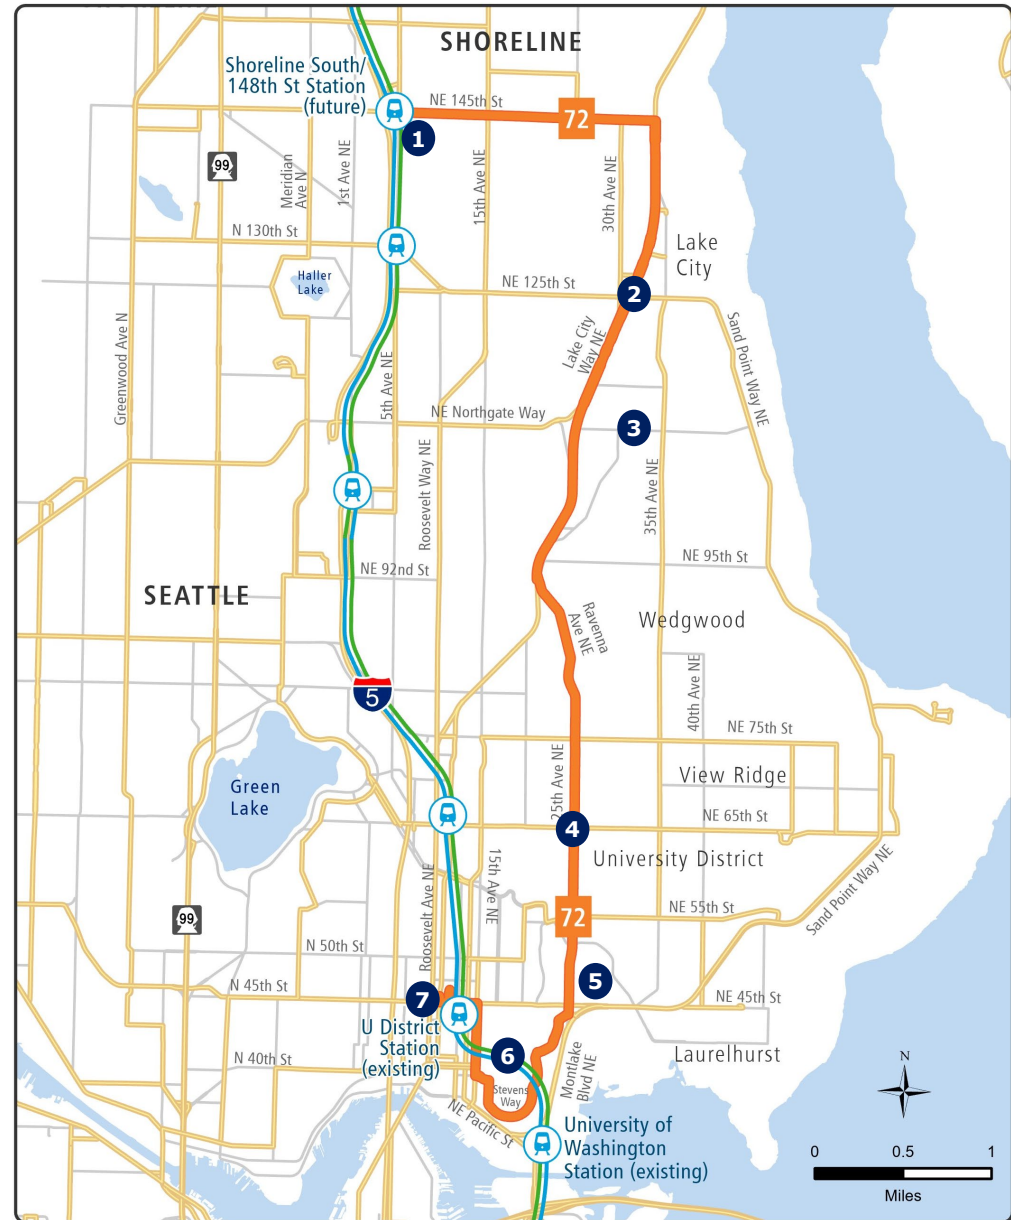 SHORELINE
Shoreline South/
148th St Station
(future)
NE 145th St
72
1
99
Meridian
Ave N
1st Ave NE
15th Ave NE
30th Ave NE
N 130th St
Lake
City
Haller
Lake
NE 125th St
2
Greenwood Ave N
5th Ave NE
Lake City
Way NE
Sand Point Way NE
NE Northgate Way
3
Roosevelt Way NE
35th Ave NE
NE 95th St
NE 92nd St
SEATTLE
Ravenna
Ave NE
Wedgwood
5
40th Ave NE
NE 75th St
25th Ave NE
View Ridge
Green
Lake
NE 65th St
4
University District
15th Ave NE
Roosevelt Ave NE
Sand Point Way NE
99
72
NE 55th St
N 50th St
5
N 45th St
7
NE 45th St
U District
Station
(existing)
6
N 40th St
Laurelhurst
Montlake
Blvd NE
Stevens
Way
NE Pacific St
University of
Washington
Station (existing)
N
0
0.5
1
Miles